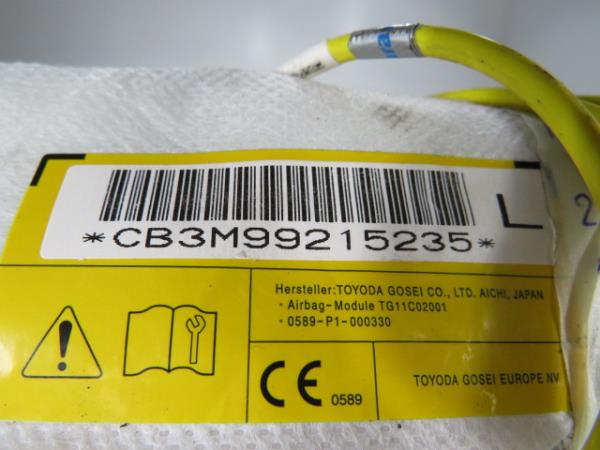 L
*CB3M99215235*
Hersteller:TOYODA GOSEI CO., LTD. AICHI, JAPAN
· Airbag-Module TG11C02001
· 0589-P1-000330
CE 0589
TOYODA GOSEI EUROPE NV
2